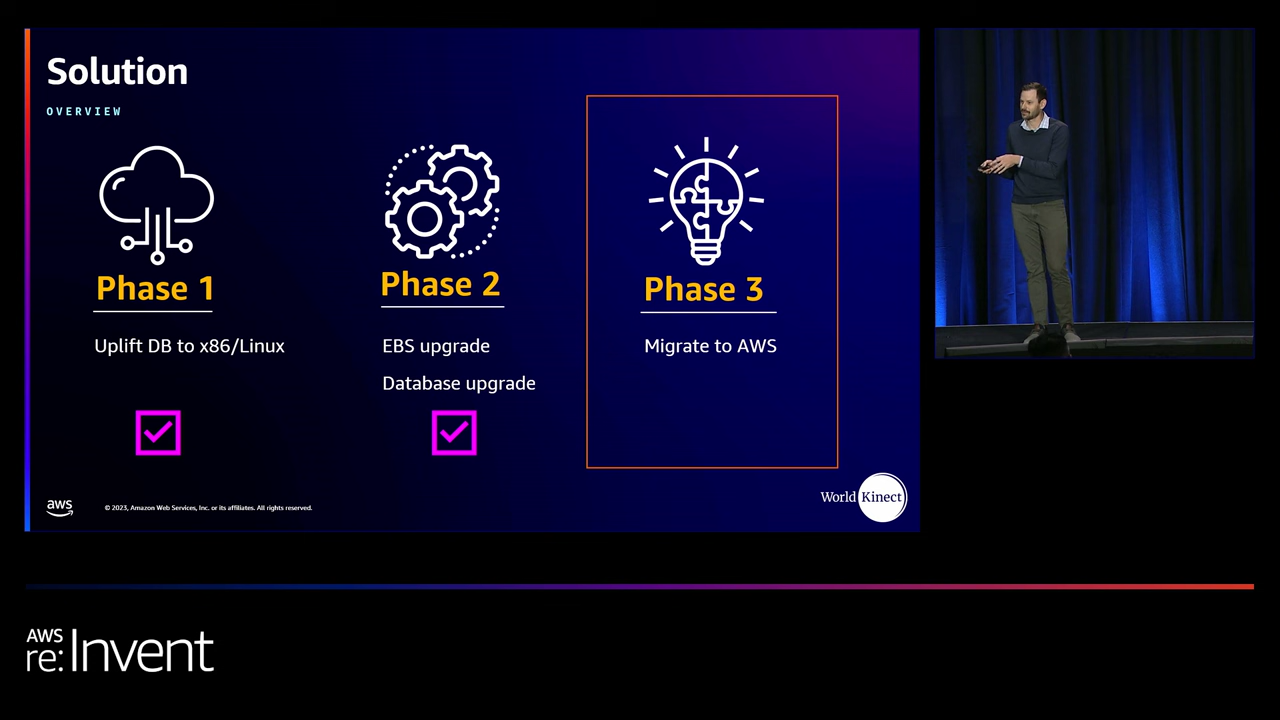 Solution
OVERVIEW
Phase 1
Uplift DB to x86/Linux
Phase 2
EBS upgrade
Database upgrade
Phase 3
Migrate to AWS
aws
© 2023, Amazon Web Services, Inc. or its affiliates. All rights reserved.
World Kinect
AWS
re:Invent